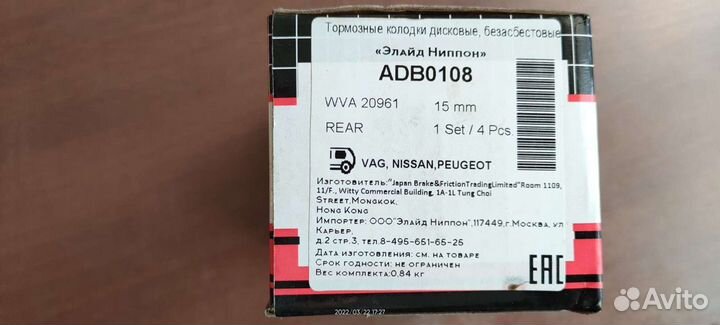 Тормозные колодки дисковые, безасбестовые
«Элайд Ниппон»
ADB0108
WVA 20961 15 mm
REAR 1 Set / 4 Pcs.
VAG, NISSAN,PEUGEOT
Изготовитель:"Japan Brake&FrictionTradingLimited"Room 1109,
11/F., Witty Commercial Building, 1A-1L Tung Choi
Street,Mongkok,
Hong Kong
Импортер: ООО"Элайд Ниппон",117449,г.Москва, ул
Карьер,
д.2 стр.3, тел.8-495-651-65-25
Дата изготовления: см. на товаре
Срок годности: не ограничен
Вес комплекта:0.84 кг
EAC
2022/03/22 17:27
Avito